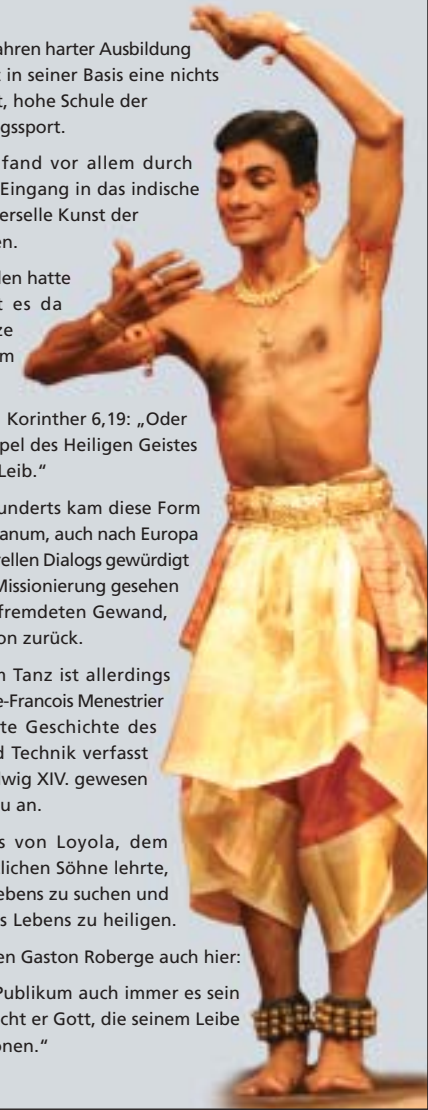 ahren harter Ausbildung
in seiner Basis eine nichts
t, hohe Schule der
gssport.
fand vor allem durch
Eingang in das indische
erselle Kunst der
en.
den hatte
t es da
ze
m
Korinther 6,19: „Oder
pel des Heiligen Geistes
Leib.“
underts kam diese Form
anum, auch nach Europa
rellen Dialogs gewürdigt
Missionierung gesehen
fremdeten Gewand,
on zurück.
n Tanz ist allerdings
e-Francois Menestrier
te Geschichte des
d Technik verfasst
dwig XIV. gewesen
u an.
s von Loyola, dem
lichen Söhne lehrte,
ebens zu suchen und
s Lebens zu heiligen.
en Gaston Roberge auch hier:
Publikum auch immer es sein
cht er Gott, die seinem Leibe
onen.“